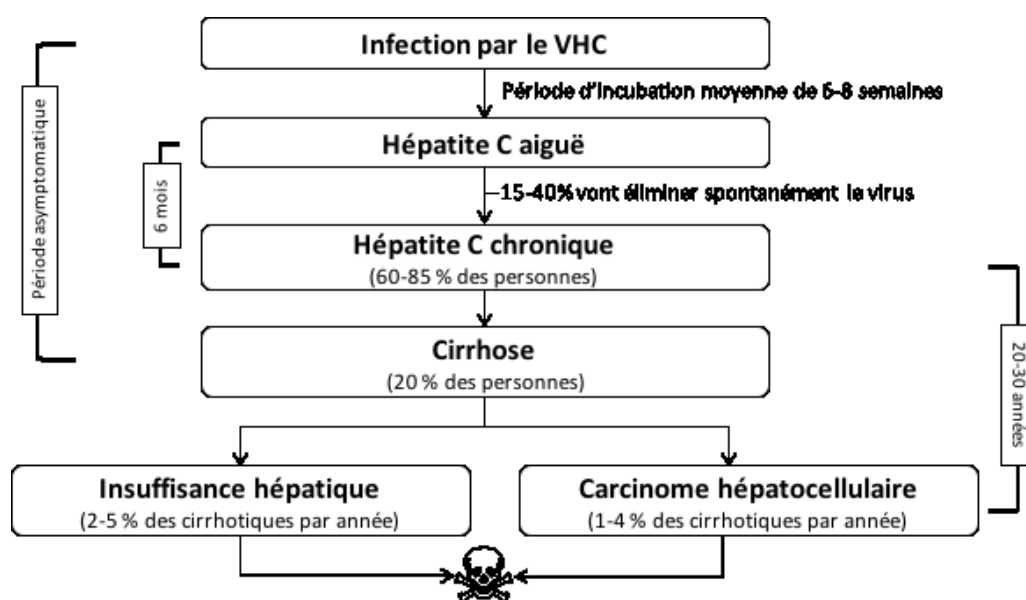 Infection par le VHC
Période d'incubation moyenne de 6-8 semaines
Hépatite C aiguë
15-40% vont éliminer spontanément le virus
Hépatite C chronique
(60-85 % des personnes)
Cirrhose
(20 % des personnes)
Insuffisance hépatique
(2-5 % des cirrhotiques par année)
Carcinome hépatocellulaire
(1-4 % des cirrhotiques par année)
Période asymptomatique
6 mois
20-30 années